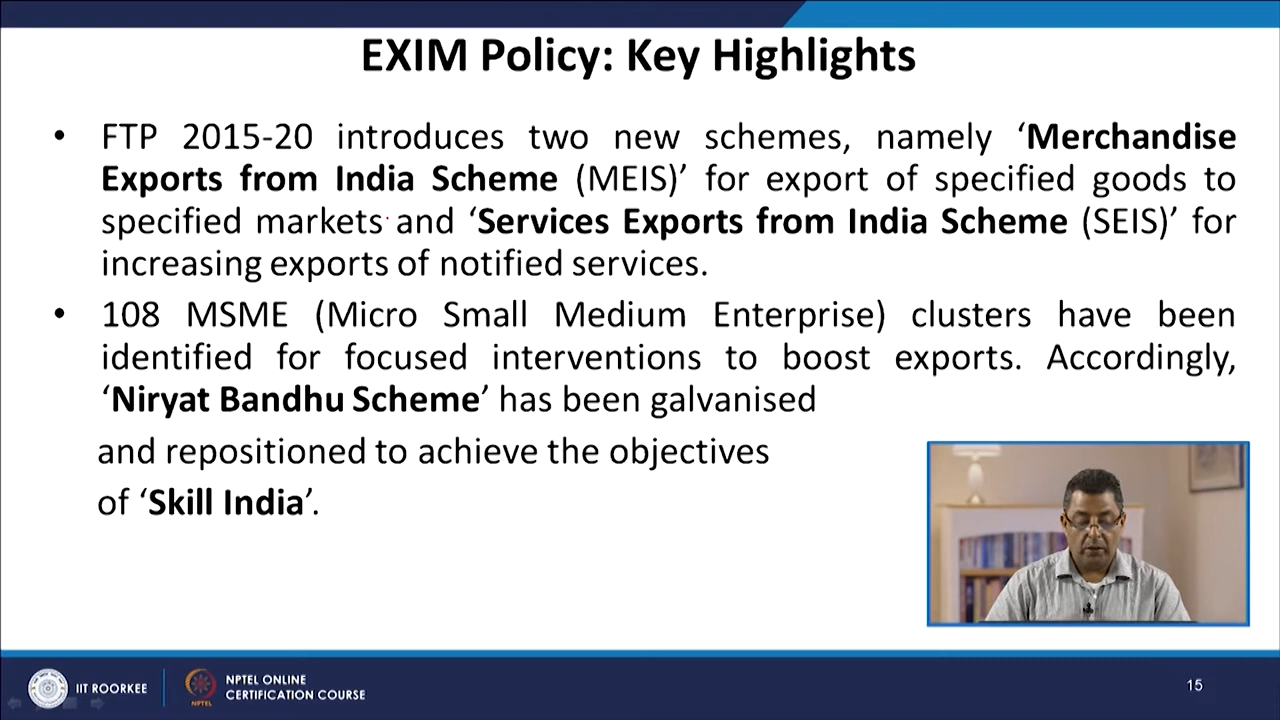 EXIM Policy: Key Highlights
• FTP 2015-20 introduces two new schemes, namely ‘Merchandise
Exports from India Scheme (MEIS)’ for export of specified goods to
specified markets and ‘Services Exports from India Scheme (SEIS)’ for
increasing exports of notified services.
• 108 MSME (Micro Small Medium Enterprise) clusters have been
identified for focused interventions to boost exports. Accordingly,
‘Niryat Bandhu Scheme’ has been galvanised
and repositioned to achieve the objectives
of ‘Skill India’.
IIT ROORKEE
NPTEL
NPTEL ONLINE
CERTIFICATION COURSE
15